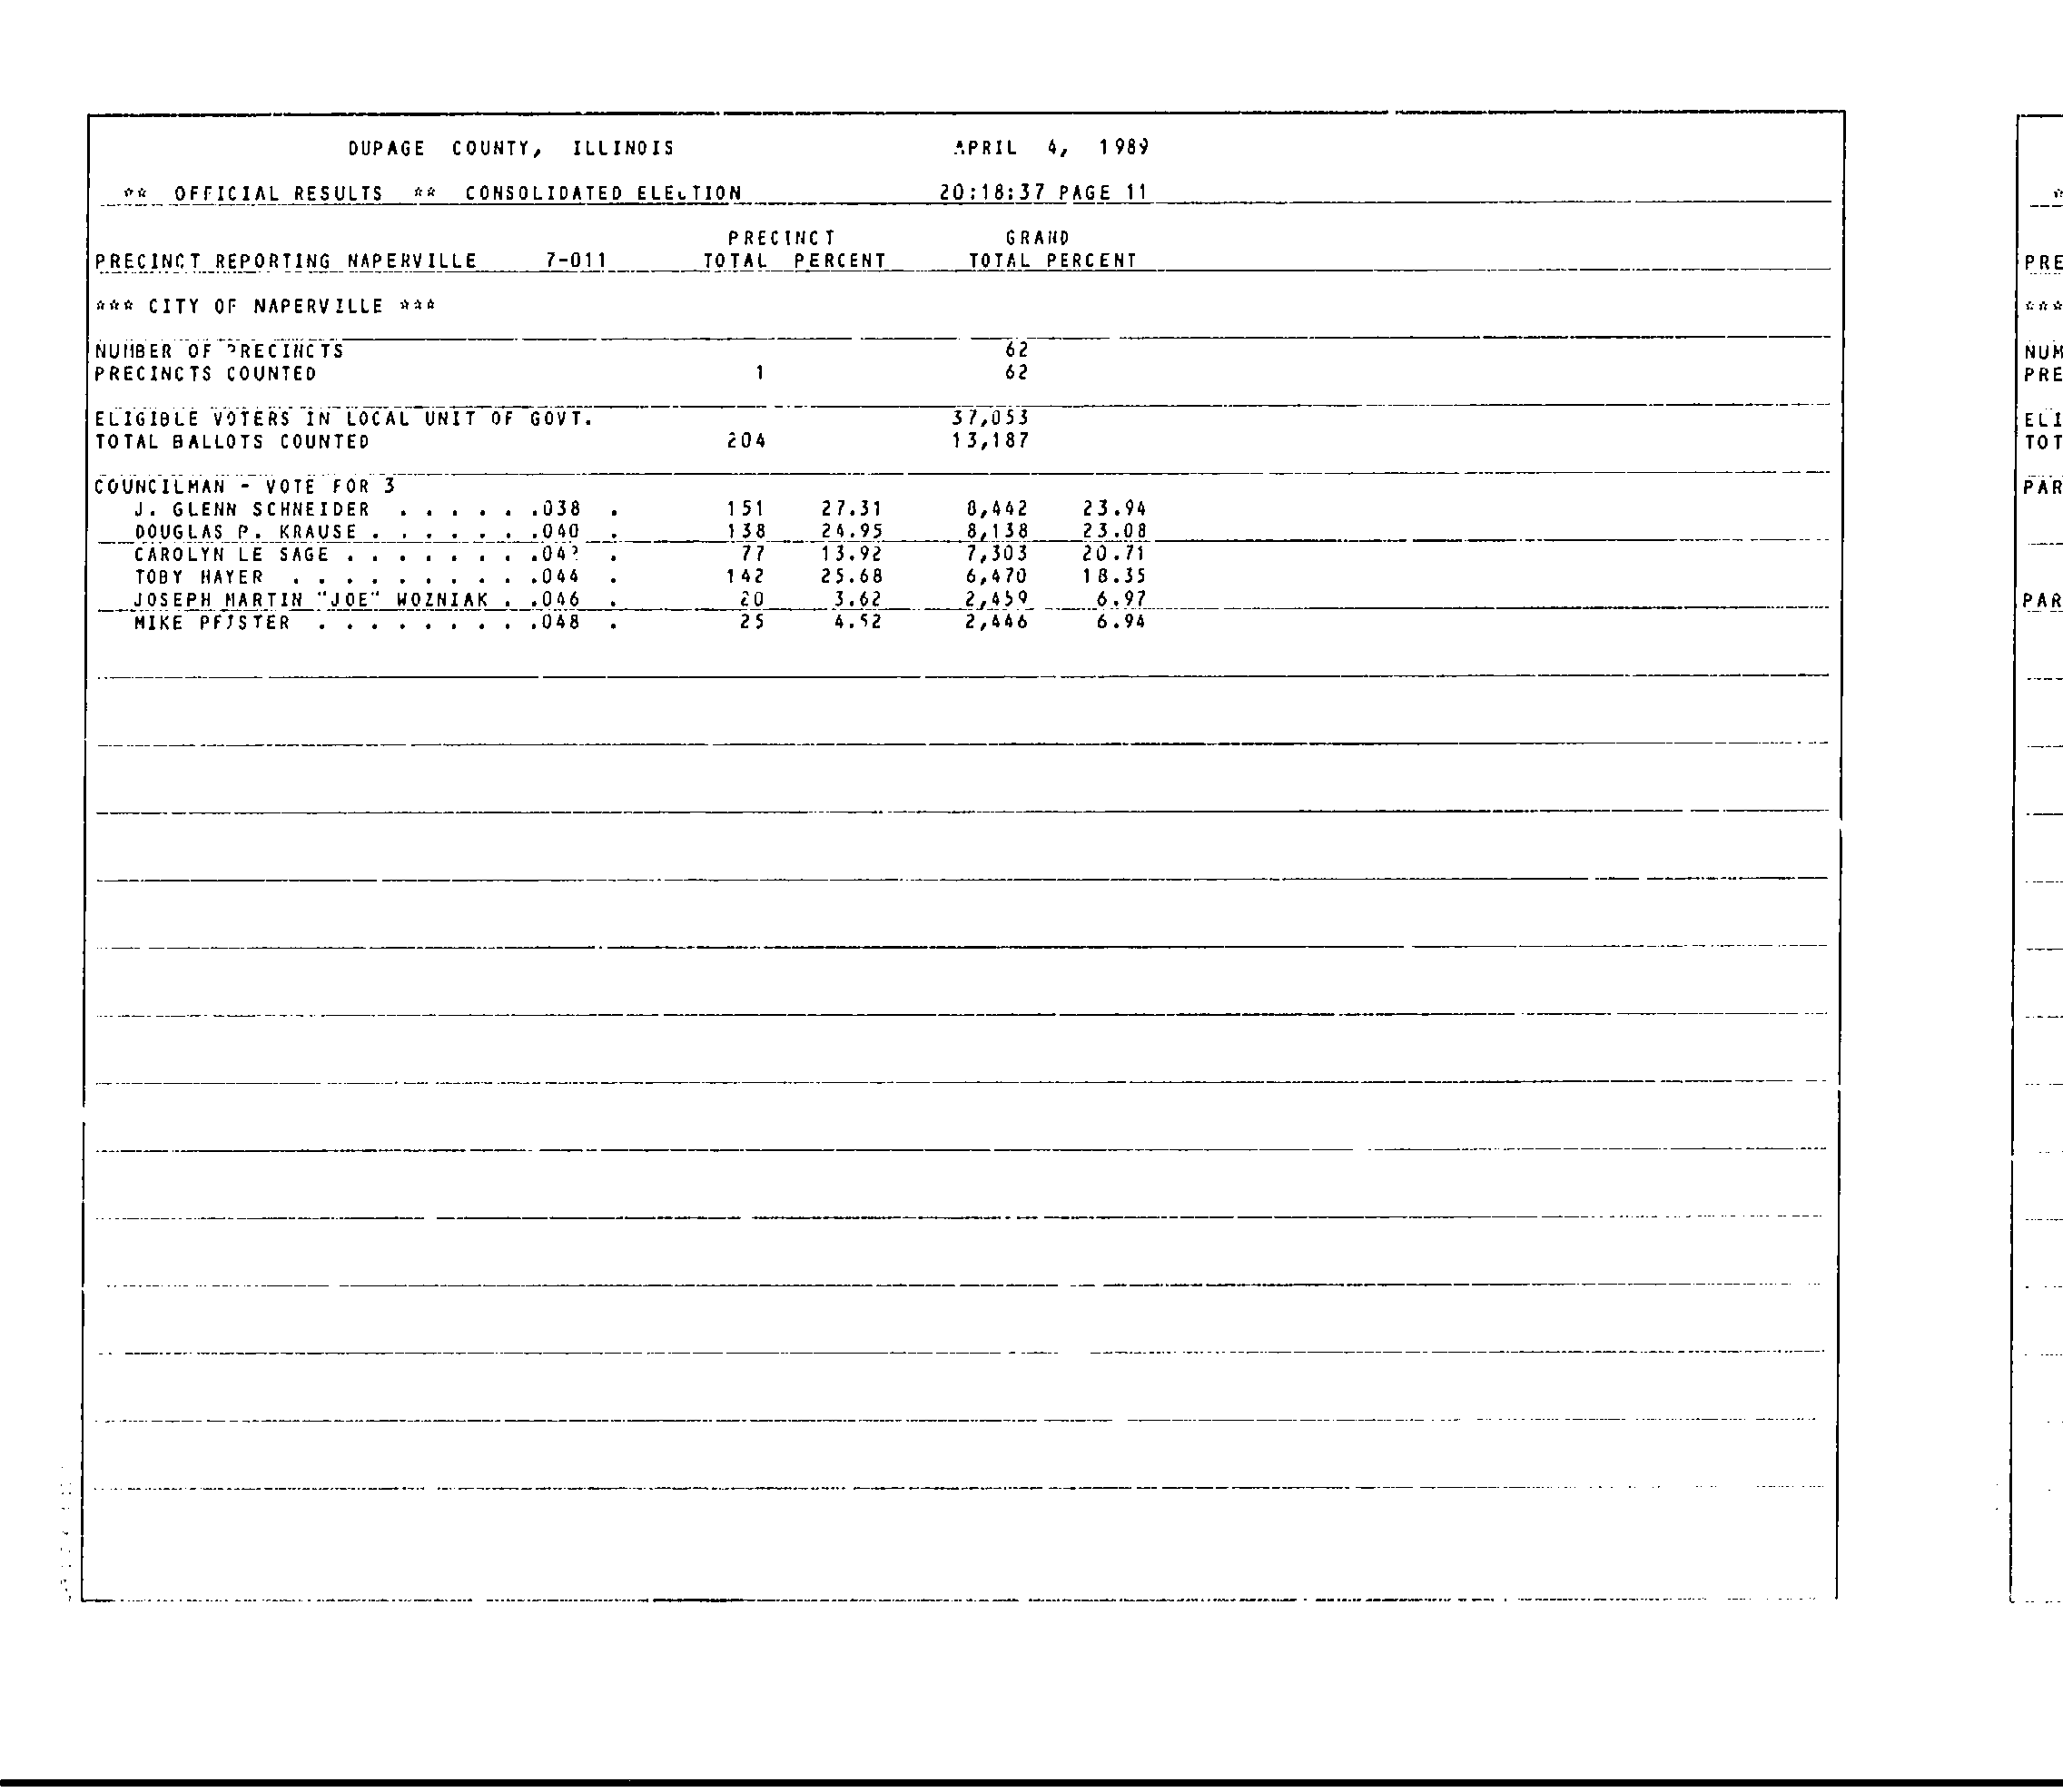 DUPAGE COUNTY, ILLINOIS APRIL 4, 1989
** OFFICIAL RESULTS ** CONSOLIDATED ELECTION 20:18:37 PAGE 11
PRECINCT GRAND
PRECINCT REPORTING NAPERVILLE 7-011 TOTAL PERCENT TOTAL PERCENT
*** CITY OF NAPERVILLE ***
NUMBER OF PRECINCTS 62
PRECINCTS COUNTED 1 62
ELIGIBLE VOTERS IN LOCAL UNIT OF GOVT. 37,053
TOTAL BALLOTS COUNTED 204 13,187
COUNCILMAN - VOTE FOR 3
J. GLENN SCHNEIDER . . . . . .038 . 151 27.31 8,442 23.94
DOUGLAS P. KRAUSE . . . . . . .040 . 138 24.95 8,138 23.08
CAROLYN LE SAGE . . . . . . . .042 . 77 13.92 7,303 20.71
TOBY HAYER . . . . . . . . . .044 . 142 25.68 6,470 18.35
JOSEPH MARTIN "JOE" WOZNIAK . .046 . 20 3.62 2,459 6.97
MIKE PFISTER . . . . . . . . .048 . 25 4.52 2,446 6.94
*
PRE
***
NUM
PRE
ELI
TOT
PAR
PAR